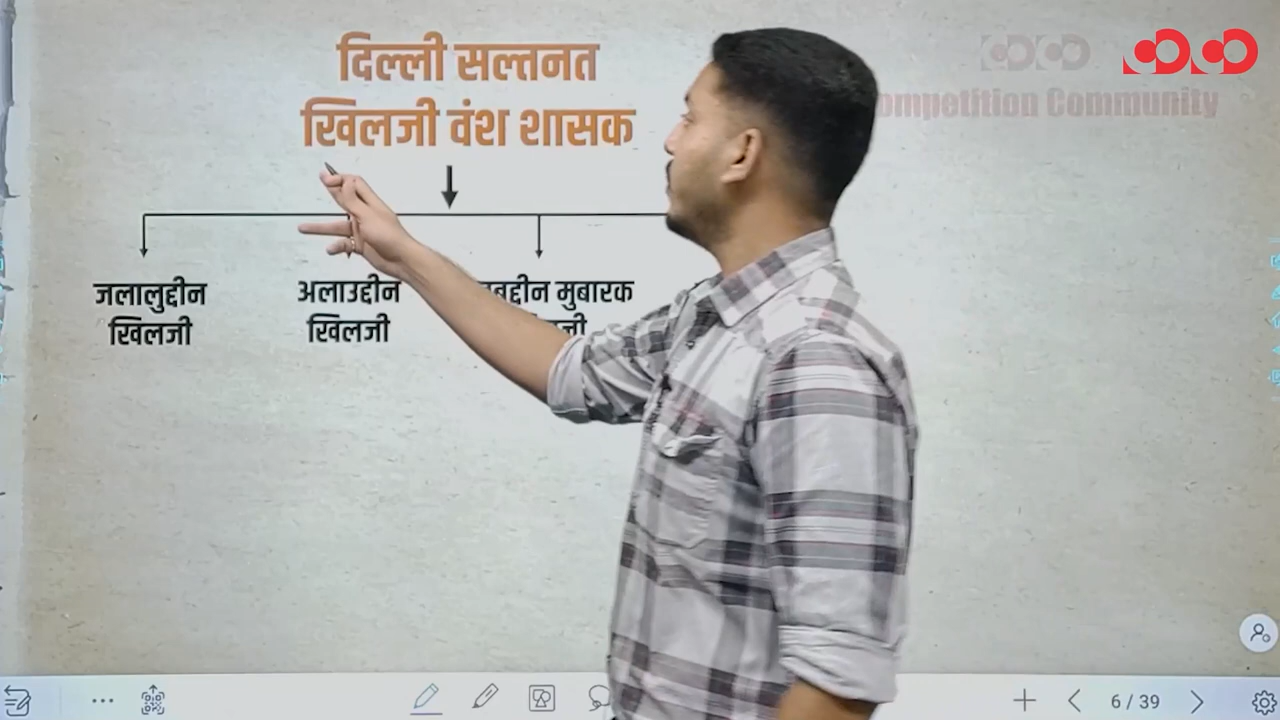 दिल्ली सल्तनत
खिलजी वंश शासक
Competition Community
जलालुद्दीन
खिलजी
अलाउद्दीन
खिलजी
मुबारक
6 / 39